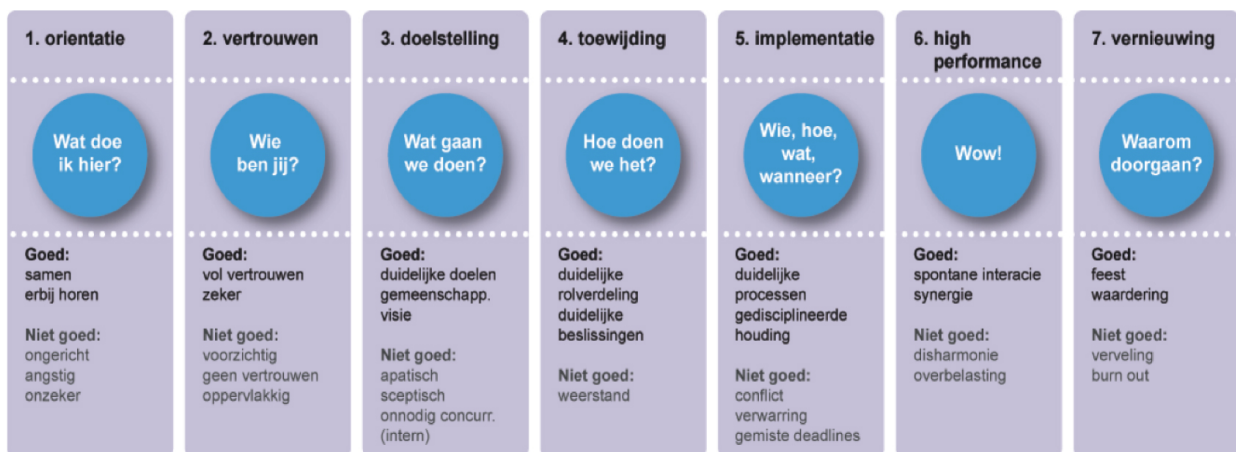 1. orientatie
Wat doe
ik hier?
Goed:
samen
erbij horen
Niet goed:
ongericht
angstig
onzeker
2. vertrouwen
Wie
ben jij?
Goed:
vol vertrouwen
zeker
Niet goed:
voorzichtig
geen vertrouwen
oppervlakkig
3. doelstelling
Wat gaan
we doen?
Goed:
duidelijke doelen
gemeenschapp.
visie
Niet goed:
apatisch
sceptisch
onnodig concurr.
(intern)
4. toewijding
Hoe doen
we het?
Goed:
duidelijke
rolverdeling
duidelijke
beslissingen
Niet goed:
weerstand
5. implementatie
Wie, hoe,
wat,
wanneer?
Goed:
duidelijke
processen
gedisciplineerde
houding
Niet goed:
conflict
verwarring
gemiste deadlines
6. high
performance
Wow!
Goed:
spontane interacie
synergie
Niet goed:
disharmonie
overbelasting
7. vernieuwing
Waarom
doorgaan?
Goed:
feest
waardering
Niet goed:
verveling
burn out